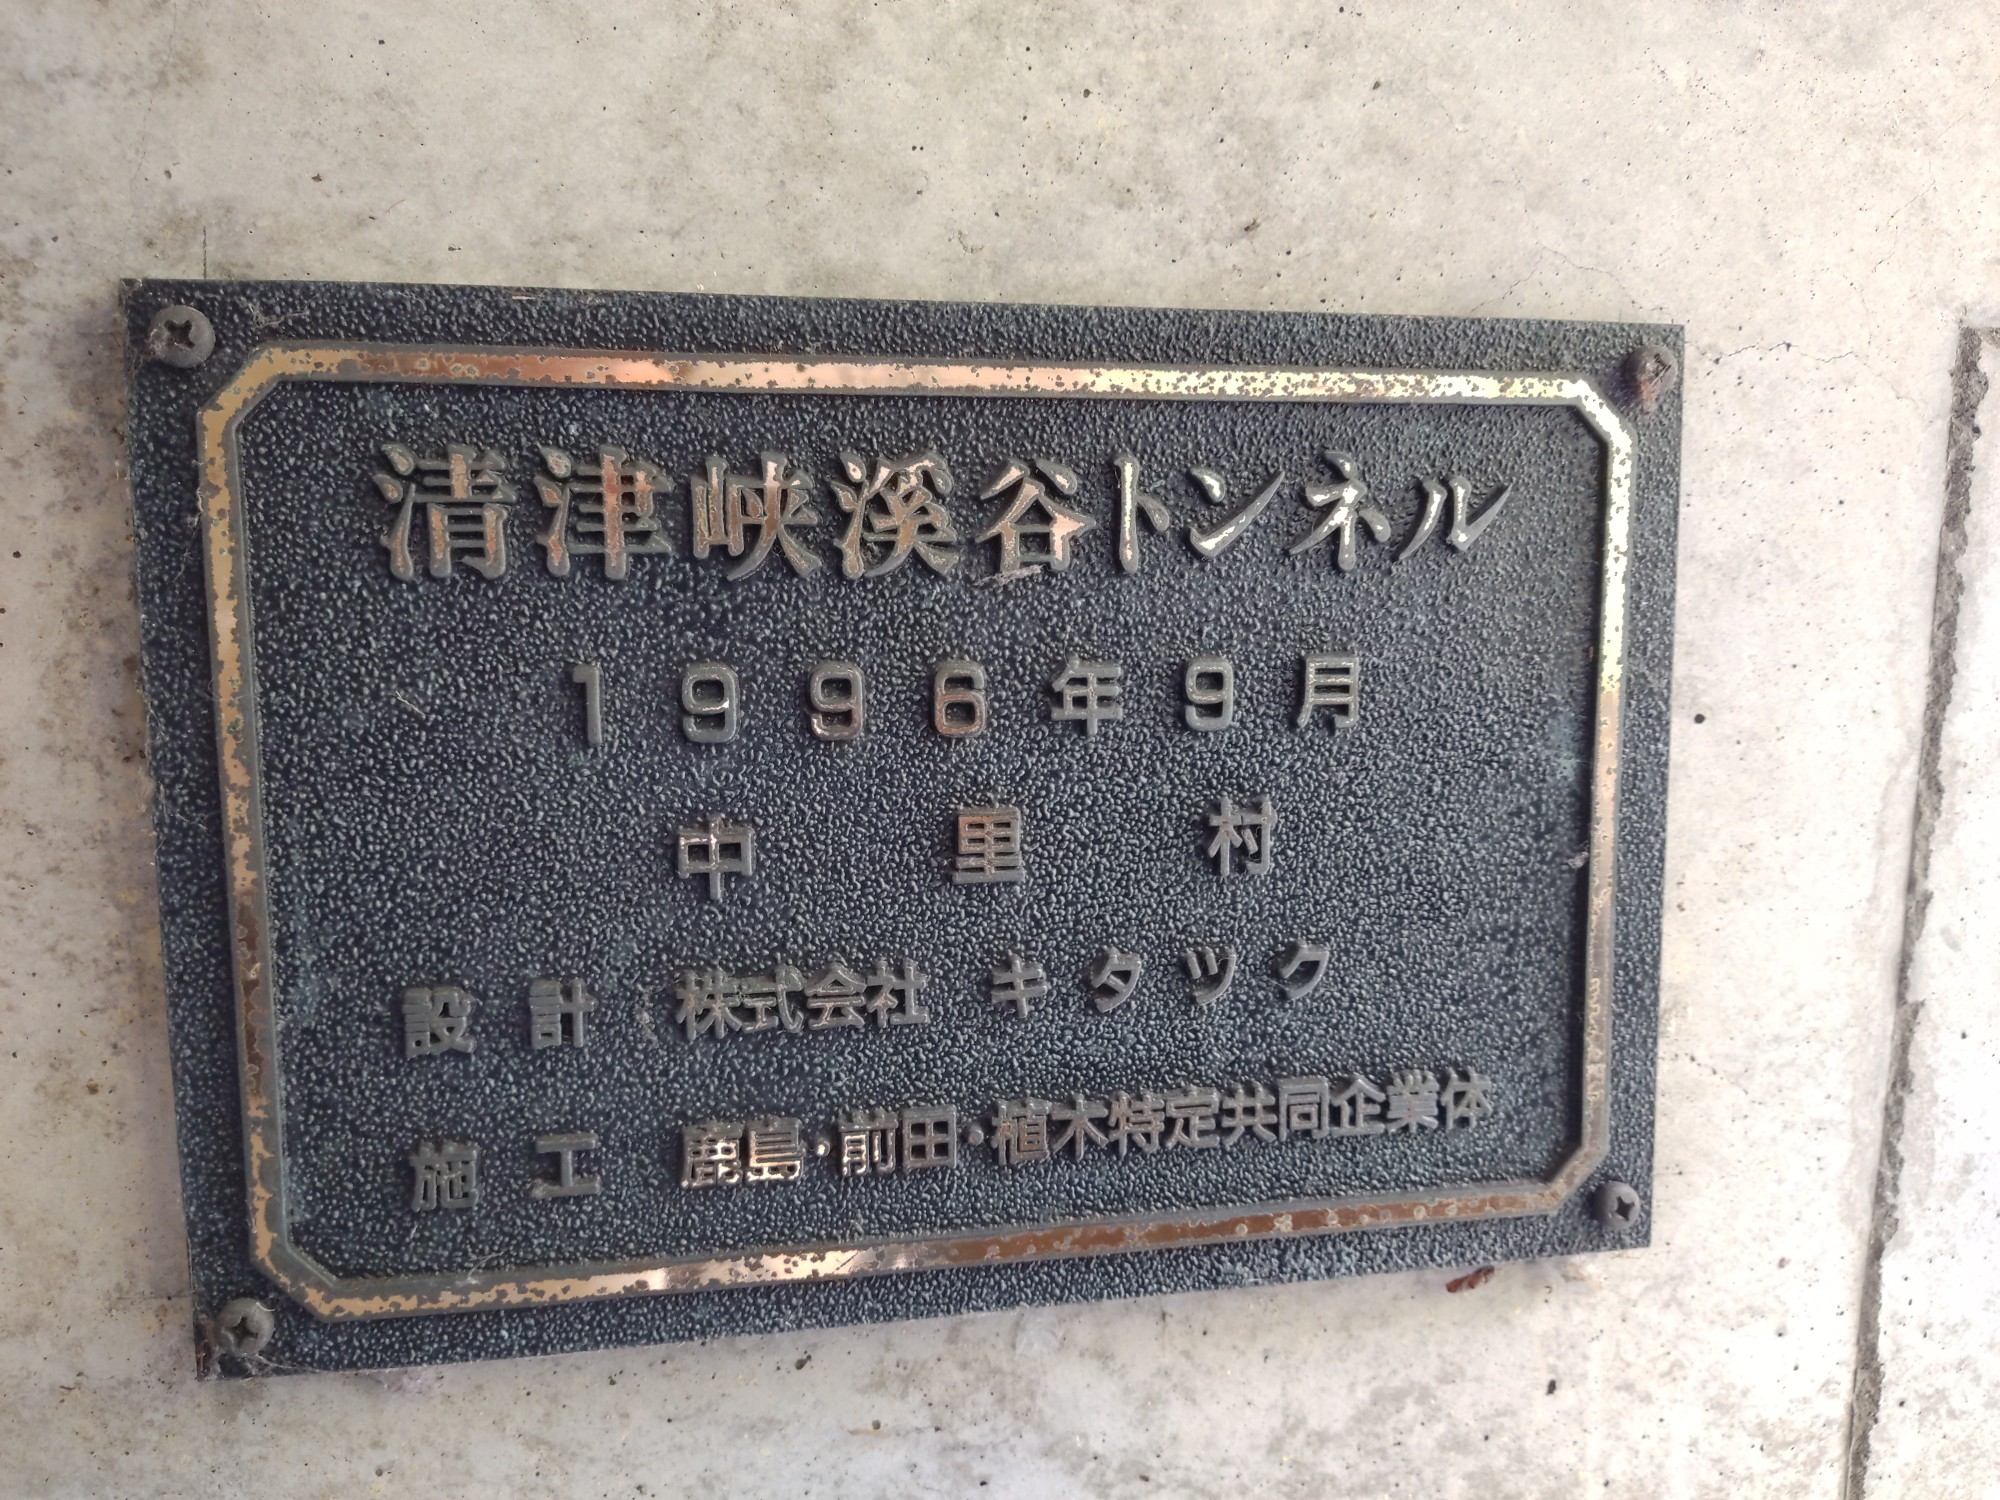 清津峡渓谷トンネル
1996年9月
中里村
設計 株式会社 キタック
施工 鹿島・前田・植木特定共同企業体